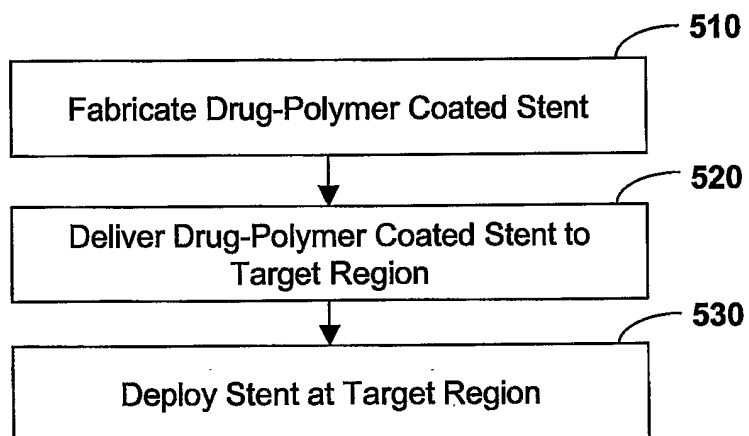 510
Fabricate Drug-Polymer Coated Stent
520
Deliver Drug-Polymer Coated Stent to
Target Region
530
Deploy Stent at Target Region